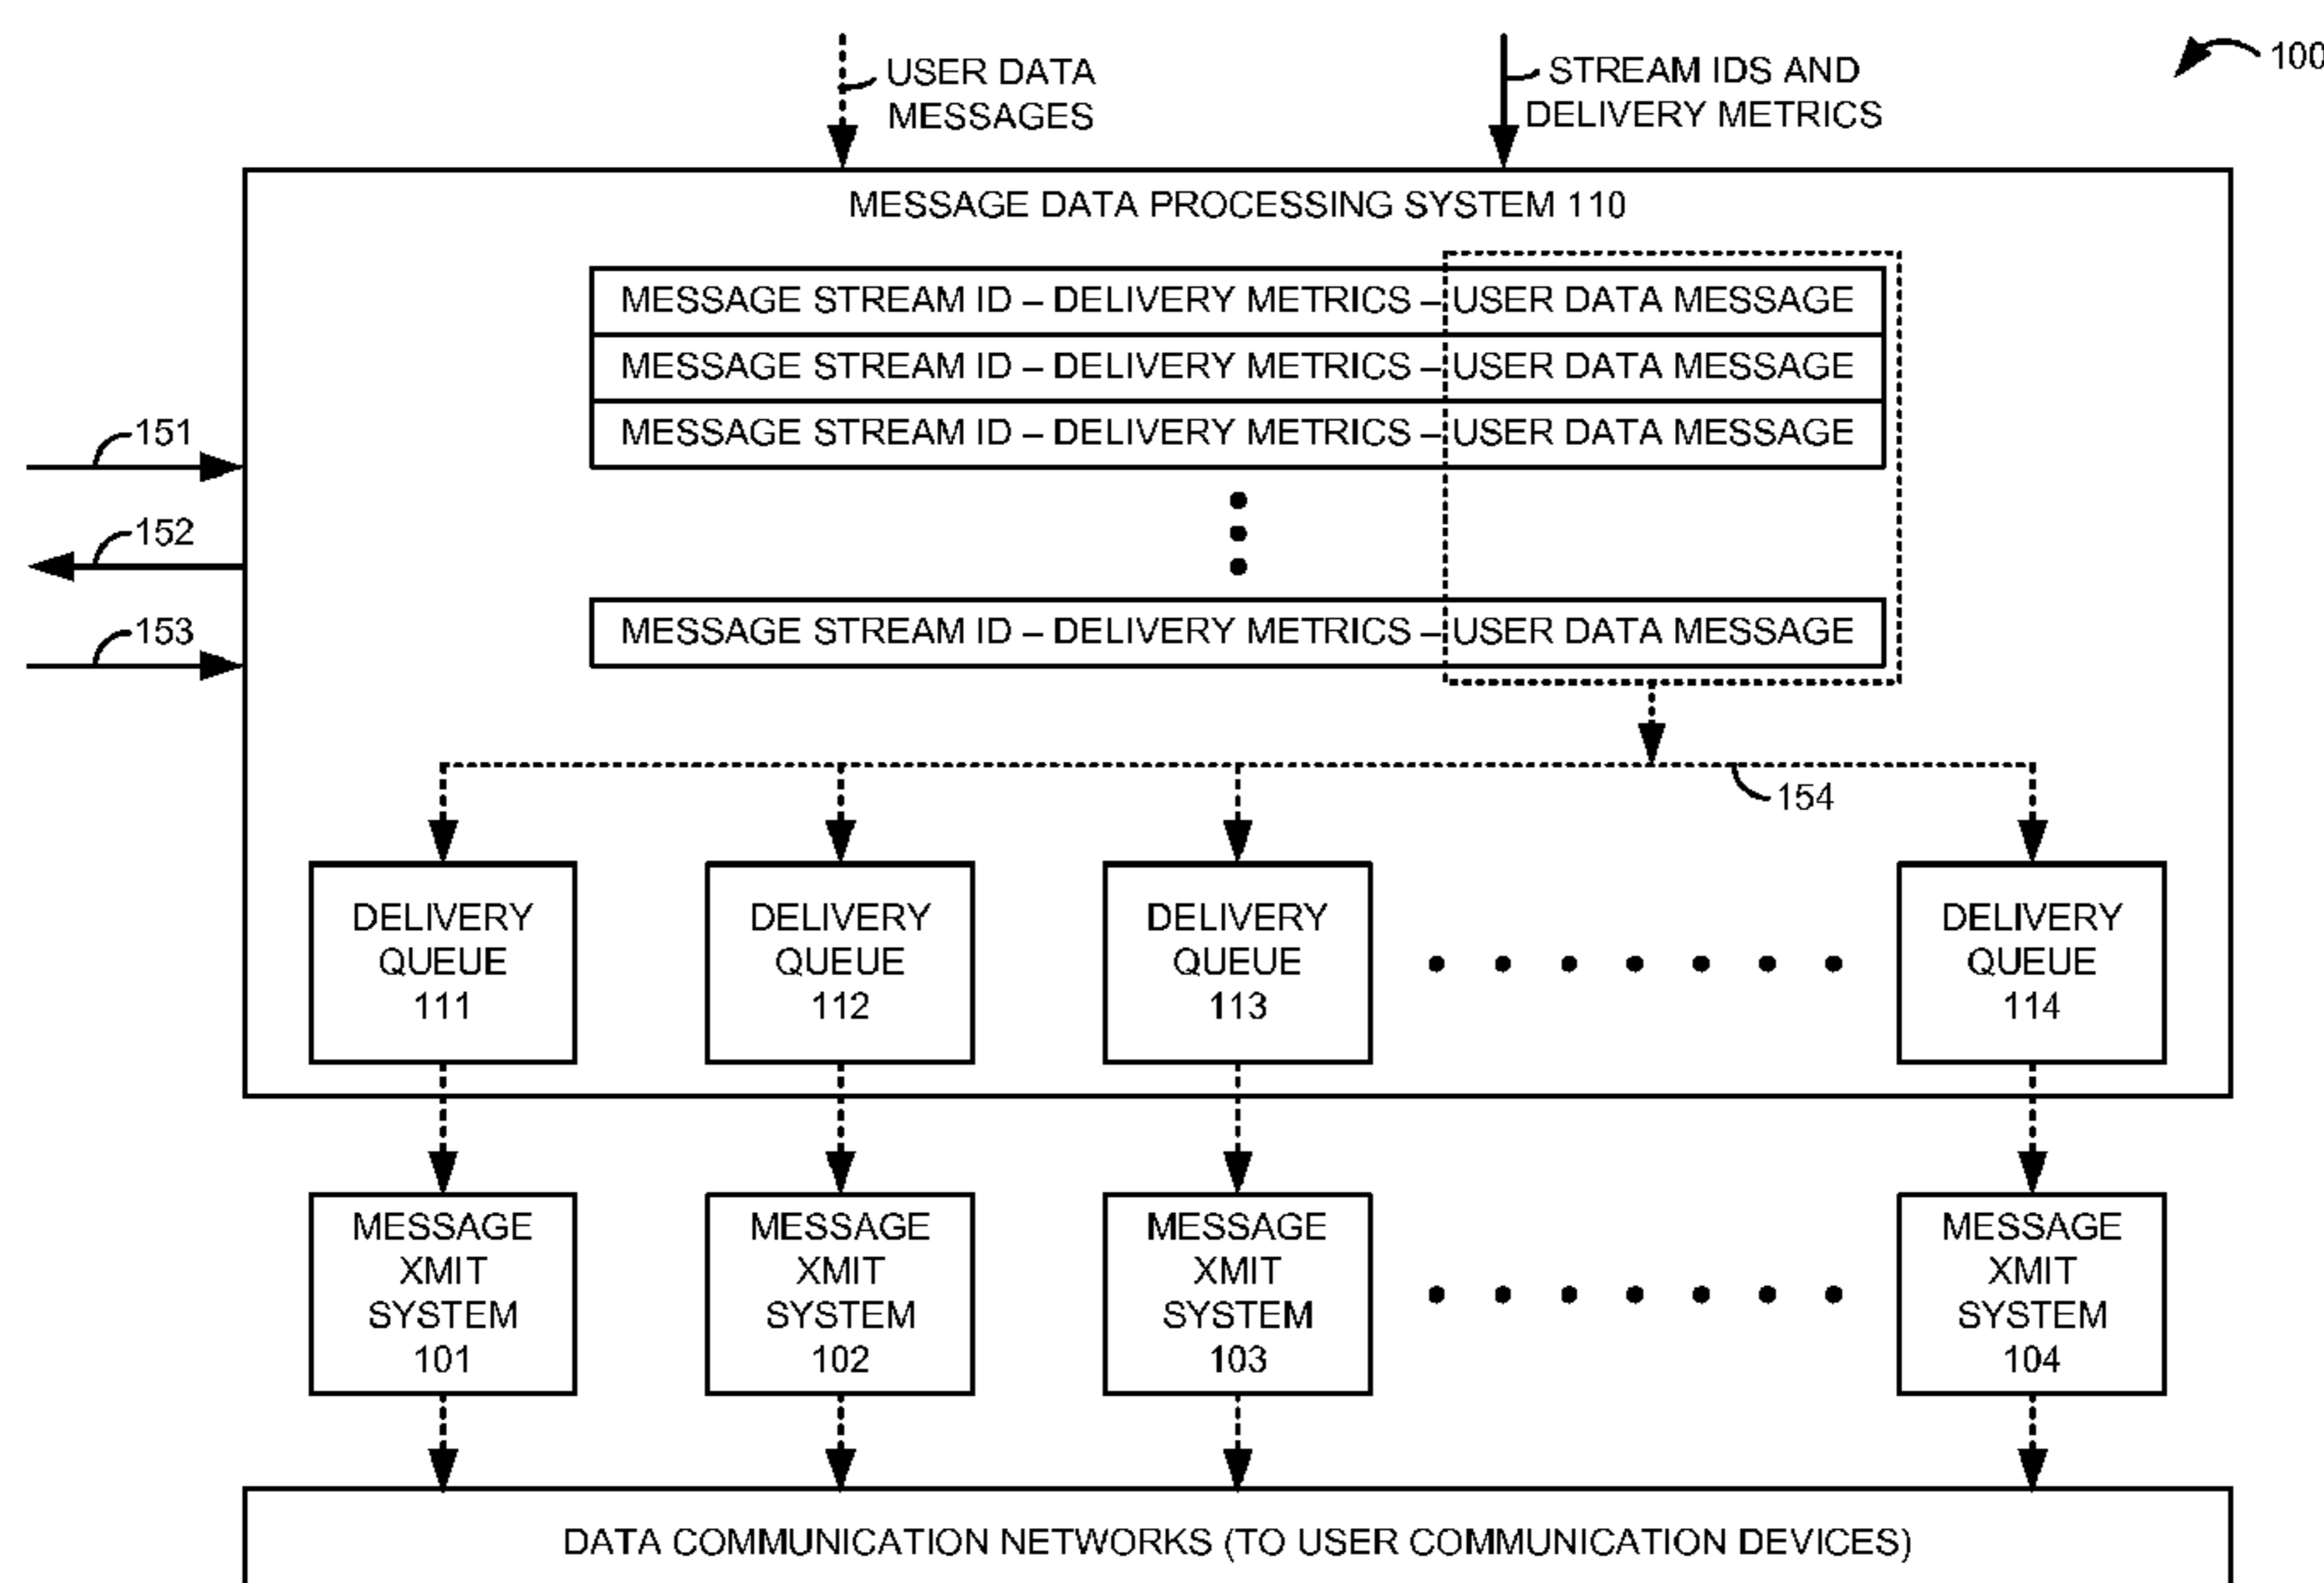 USER DATA
MESSAGES
STREAM IDS AND
DELIVERY METRICS
100
MESSAGE DATA PROCESSING SYSTEM 110
MESSAGE STREAM ID – DELIVERY METRICS – USER DATA MESSAGE
MESSAGE STREAM ID – DELIVERY METRICS – USER DATA MESSAGE
MESSAGE STREAM ID – DELIVERY METRICS – USER DATA MESSAGE
151
152
153
MESSAGE STREAM ID – DELIVERY METRICS – USER DATA MESSAGE
154
DELIVERY
QUEUE
111
DELIVERY
QUEUE
112
DELIVERY
QUEUE
113
DELIVERY
QUEUE
114
MESSAGE
XMIT
SYSTEM
101
MESSAGE
XMIT
SYSTEM
102
MESSAGE
XMIT
SYSTEM
103
MESSAGE
XMIT
SYSTEM
104
DATA COMMUNICATION NETWORKS (TO USER COMMUNICATION DEVICES)